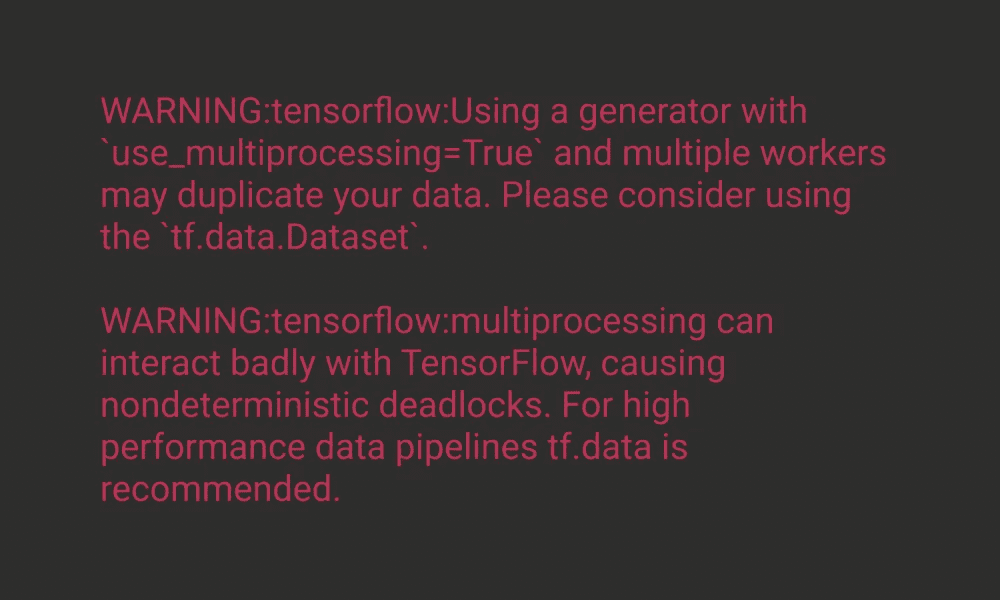 WARNING:tensorflow:Using a generator with
`use_multiprocessing=True` and multiple workers
may duplicate your data. Please consider using
the `tf.data.Dataset`.
WARNING:tensorflow:multiprocessing can
interact badly with TensorFlow, causing
nondeterministic deadlocks. For high
performance data pipelines tf.data is
recommended.